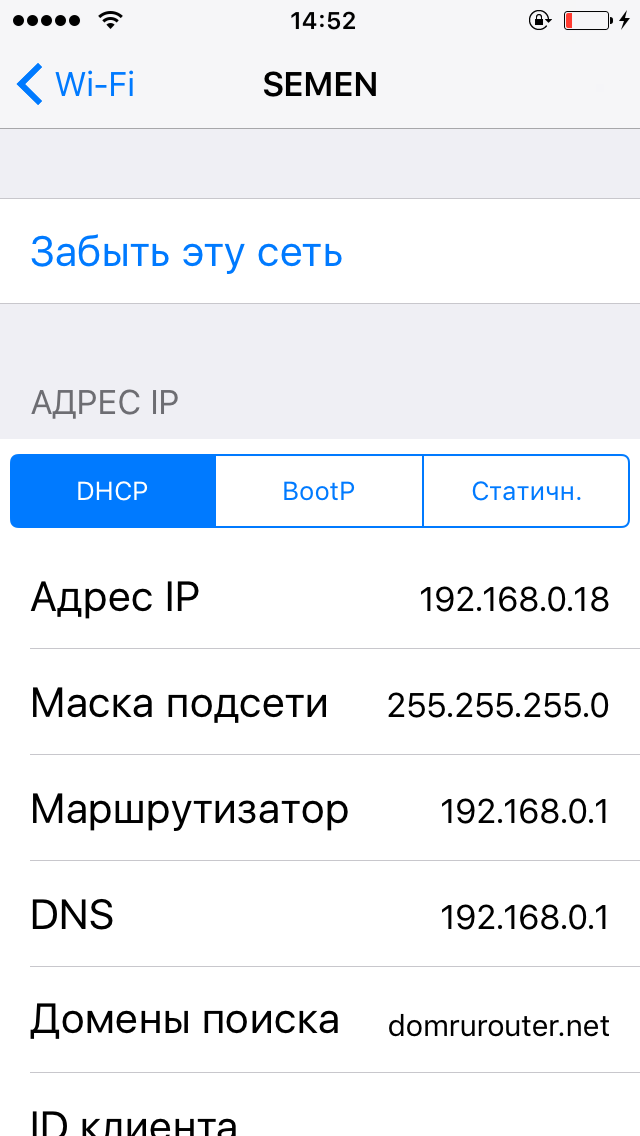 14:52
Wi-Fi
SEMEN
Забыть эту сеть
АДРЕС IP
DHCP BootP Статичн.
Адрес IP 192.168.0.18
Маска подсети 255.255.255.0
Маршрутизатор 192.168.0.1
DNS 192.168.0.1
Домены поиска domrurouter.net
ID клиента